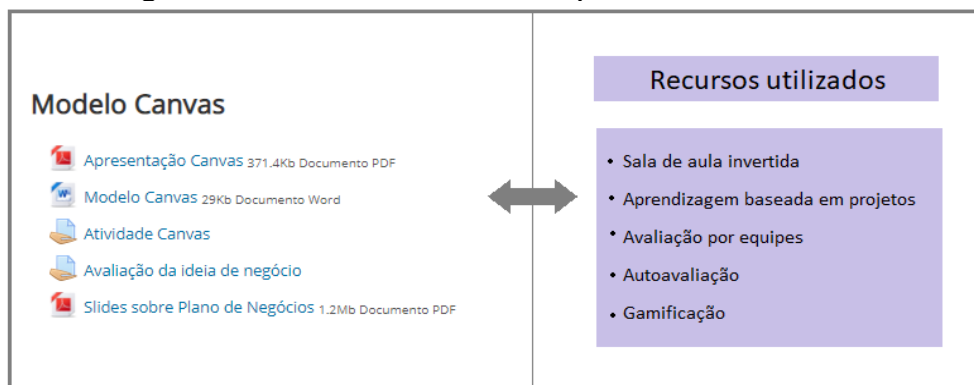 Modelo Canvas
Apresentação Canvas 371.4Kb Documento PDF
Modelo Canvas 29Kb Documento Word
Atividade Canvas
Avaliação da ideia de negócio
Slides sobre Plano de Negócios 1.2Mb Documento PDF
Recursos utilizados
• Sala de aula invertida
• Aprendizagem baseada em projetos
• Avaliação por equipes
• Autoavaliação
• Gamificação